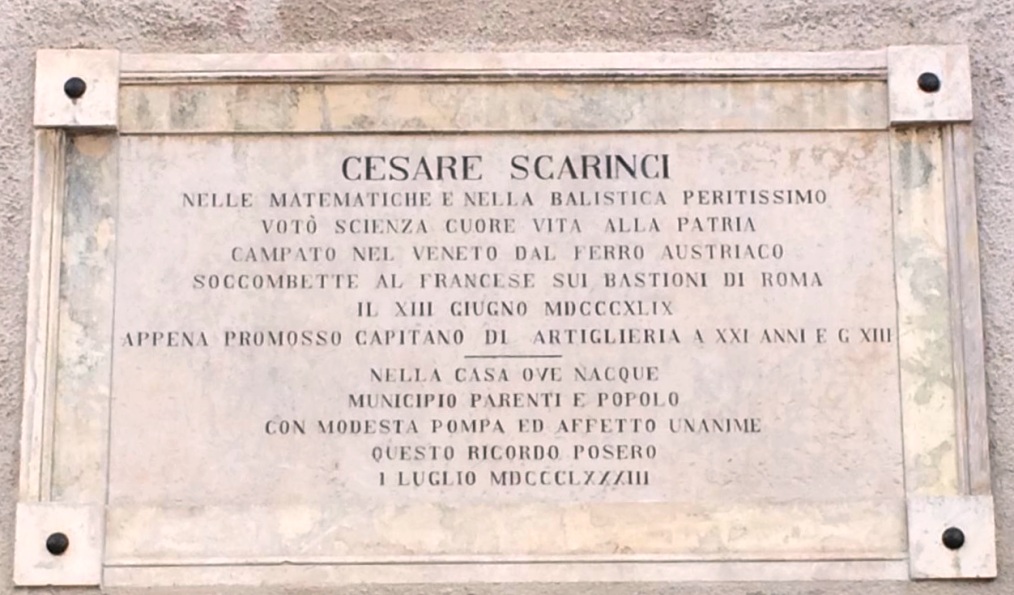 CESARE SCARINCI
NELLE MATEMATICHE E NELLA BALISTICA PERITISSIMO
VOTÒ SCIENZA CUORE VITA ALLA PATRIA
CAMPATO NEL VENETO DAL FERRO AUSTRIACO
SOCCOMBETTE AL FRANCESE SUI BASTIONI DI ROMA
IL XIII GIUGNO MDCCCXLIX
APPENA PROMOSSO CAPITANO DI ARTIGLIERIA A XXI ANNI E G XIII
NELLA CASA OVE NACQUE
MUNICIPIO PARENTI E POPOLO
CON MODESTA POMPA ED AFFETTO UNANIME
QUESTO RICORDO POSERO
1 LUGLIO MDCCCLXXXIII